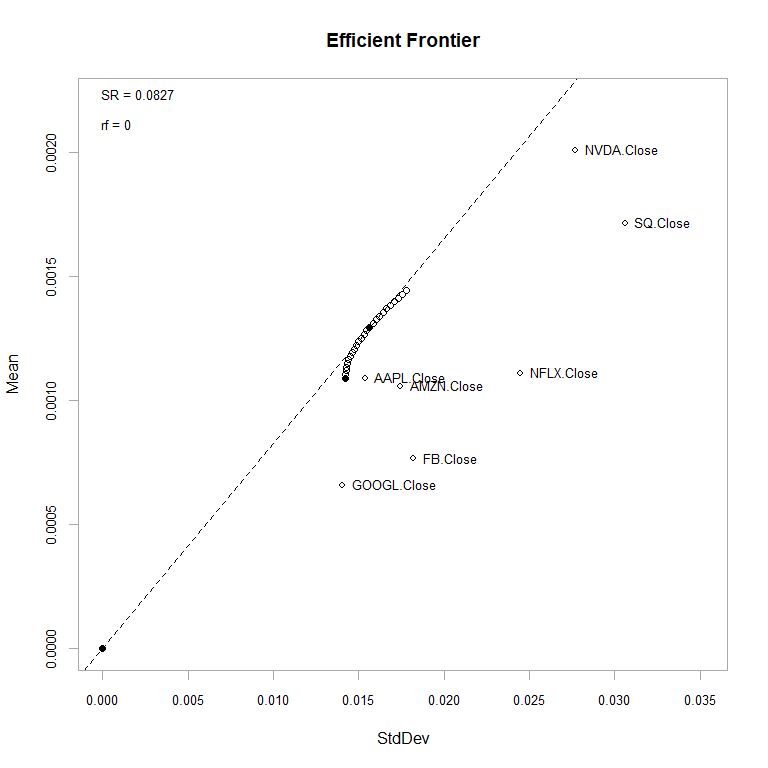 Efficient Frontier
SR = 0.0827
rf = 0
NVDA.Close
SQ.Close
AAPL.Close
AMZN.Close
NFLX.Close
FB.Close
GOOGL.Close
Mean
0.0020
0.0015
0.0010
0.0005
0.0000
0.000 0.005 0.010 0.015 0.020 0.025 0.030 0.035
StdDev